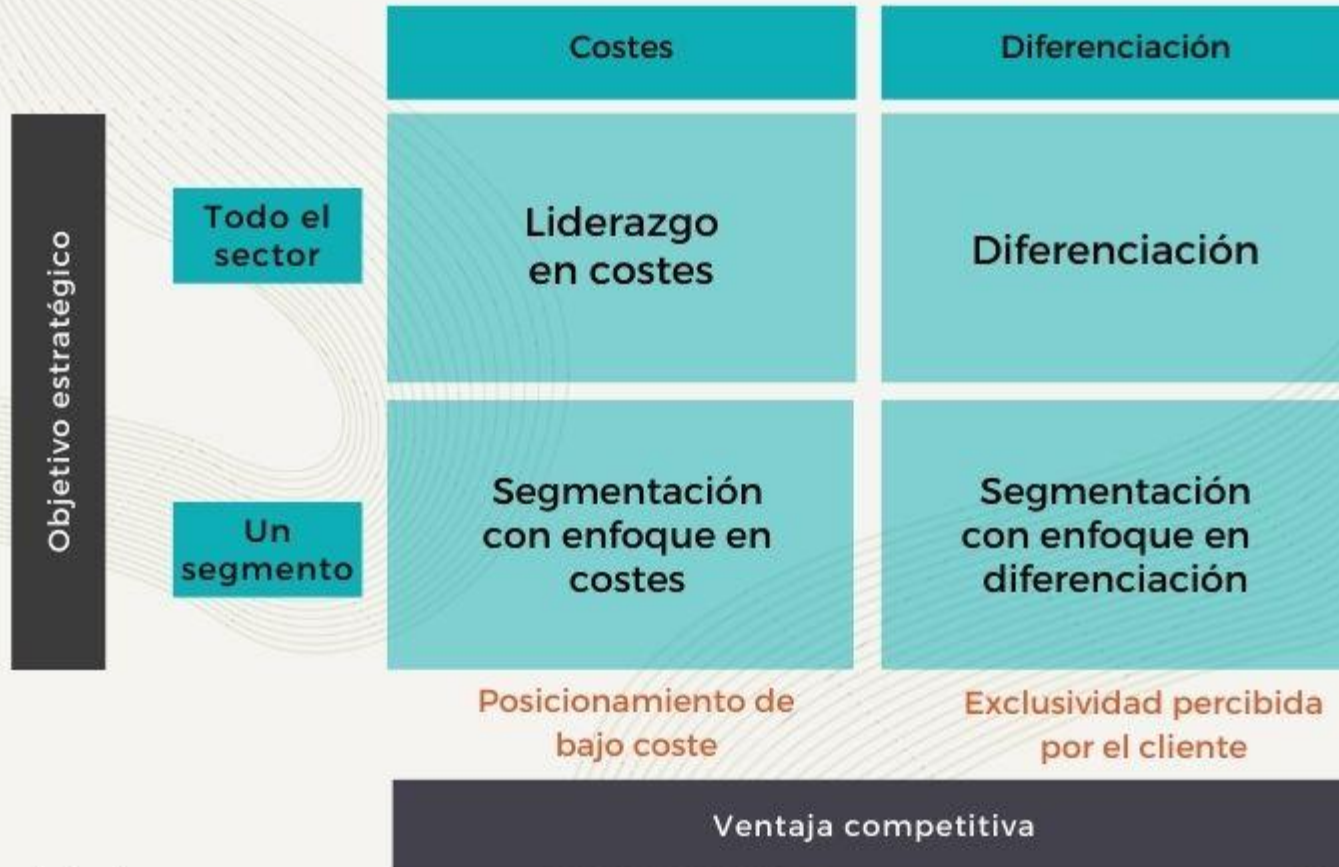 Costes
Diferenciación
Objetivo estratégico
Todo el
sector
Liderazgo
en costes
Diferenciación
Un
segmento
Segmentación
con enfoque en
costes
Segmentación
con enfoque en
diferenciación
Posicionamiento de
bajo coste
Exclusividad percibida
por el cliente
Ventaja competitiva